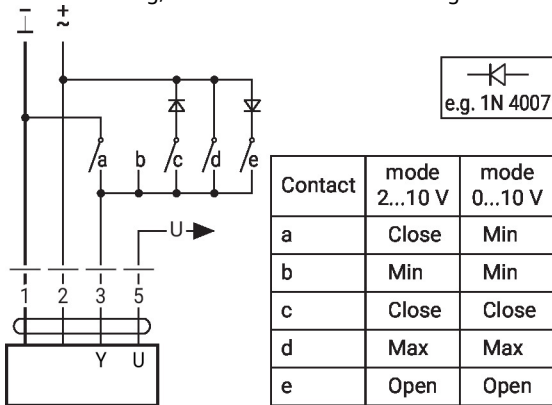 − +
⊥ ~
e.g. 1N 4007
a b c d e
U
1 2 3 5
Y U
Contact mode 2...10 V mode 0...10 V
a Close Min
b Min Min
c Close Close
d Max Max
e Open Open